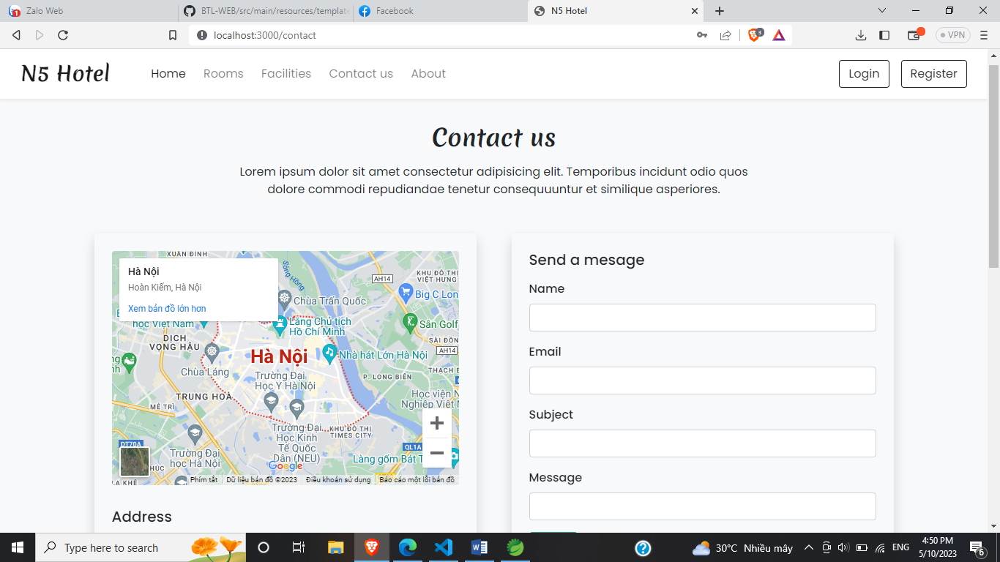 Zalo Web
BTL-WEB/src/main/resources/template
Facebook
N5 Hotel
localhost:3000/contact
3
VPN
N5 Hotel
Home
Rooms
Facilities
Contact us
About
Login
Register
Contact us
Lorem ipsum dolor sit amet consectetur adipisicing elit. Temporibus incidunt odio quos
dolore commodi repudiandae tenetur consequuuntur et similique asperiores.
XUÂN ĐỈNH
Hà Nội
Hoàn Kiếm, Hà Nội
Xem bản đồ lớn hơn
Sông Hồng
AH14
KHU ĐÔ THỊ
VIỆT HƯNG
Big C Lon
Chùa Trấn Quốc
học Việt Nam
Lăng Chủ tịch
Hồ Chí Minh
Sân Golf
SÀI ĐỒN
AH14
DỊCH
VỌNG HẬU
Hà Nội
Nhà hát Lớn Hà Nội
Chùa Láng
Trường Đại
Học Y Hà Nội
P. LONG BIÊN
THẠCH B
TRUNG HOÀ
MỄ TRÌ
Học viện N
Nghiệp Việt N
Trường Đại
Học Kinh
Tế Quốc
Dân (NEU)
KHU ĐÔ THỊ
TIMES CITY
DT70A
QL1A
Trường Đại
học Hà Nội
Làng gốm Bát T
Google
Phím tắt
Dữ liệu bản đồ ©2023
Điều khoản sử dụng
Báo cáo một lỗi bản đồ
Address
Send a mesage
Name
Email
Subject
Message
Type here to search
30°C Nhiều mây
ENG
4:50 PM
5/10/2023
6